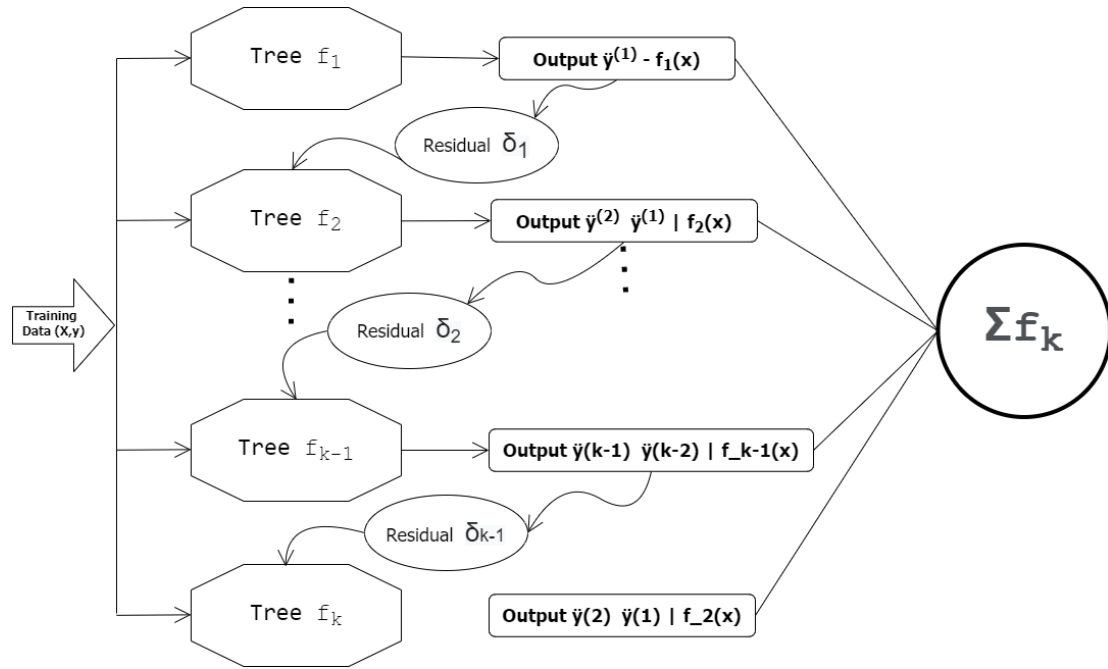 Tree f₁
Output ÿ⁽¹⁾ - f₁(x)
Residual δ₁
Tree f₂
Output ÿ⁽²⁾ ÿ⁽¹⁾ | f₂(x)
Training
Data (X,y)
Residual δ₂
Σfₖ
Tree fₖ₋₁
Output ÿ(k-1) ÿ(k-2) | f_k-1(x)
Residual δₖ₋₁
Tree fₖ
Output ÿ(2) ÿ(1) | f_2(x)